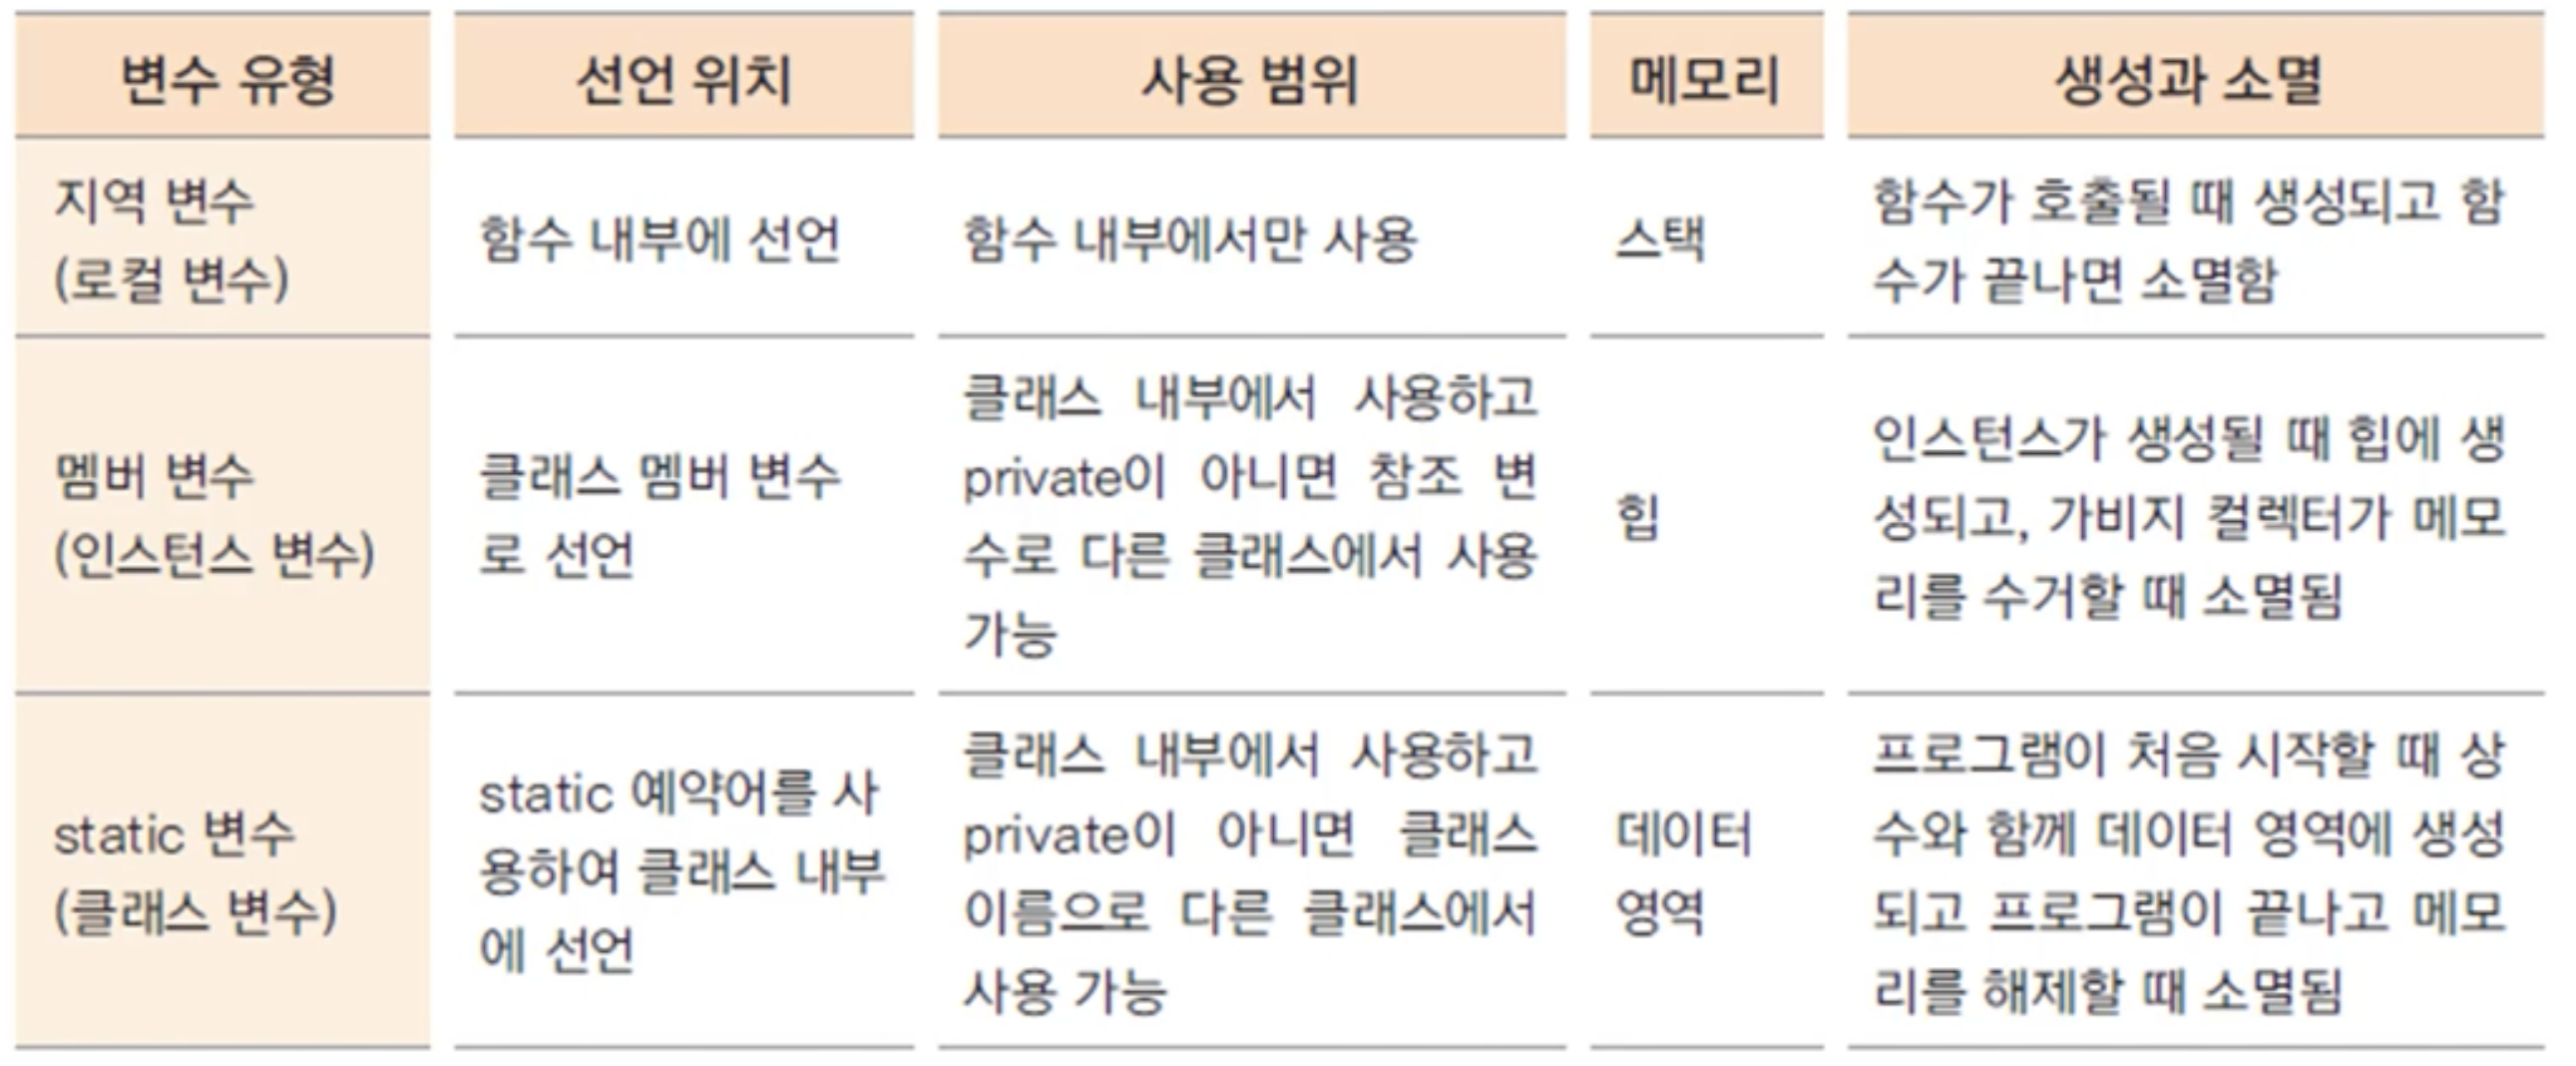 변수 유형
선언 위치
사용 범위
메모리
생성과 소멸
지역 변수
(로컬 변수)
함수 내부에 선언
함수 내부에서만 사용
스택
함수가 호출될 때 생성되고 함
수가 끝나면 소멸함
멤버 변수
(인스턴스 변수)
클래스 멤버 변수
로 선언
클래스 내부에서 사용하고
private이 아니면 참조 변
수로 다른 클래스에서 사용
가능
힙
인스턴스가 생성될 때 힙에 생
성되고, 가비지 컬렉터가 메모
리를 수거할 때 소멸됨
static 변수
(클래스 변수)
static 예약어를 사
용하여 클래스 내부
에 선언
클래스 내부에서 사용하고
private이 아니면 클래스
이름으로 다른 클래스에서
사용 가능
데이터
영역
프로그램이 처음 시작할 때 상
수와 함께 데이터 영역에 생성
되고 프로그램이 끝나고 메모
리를 해제할 때 소멸됨